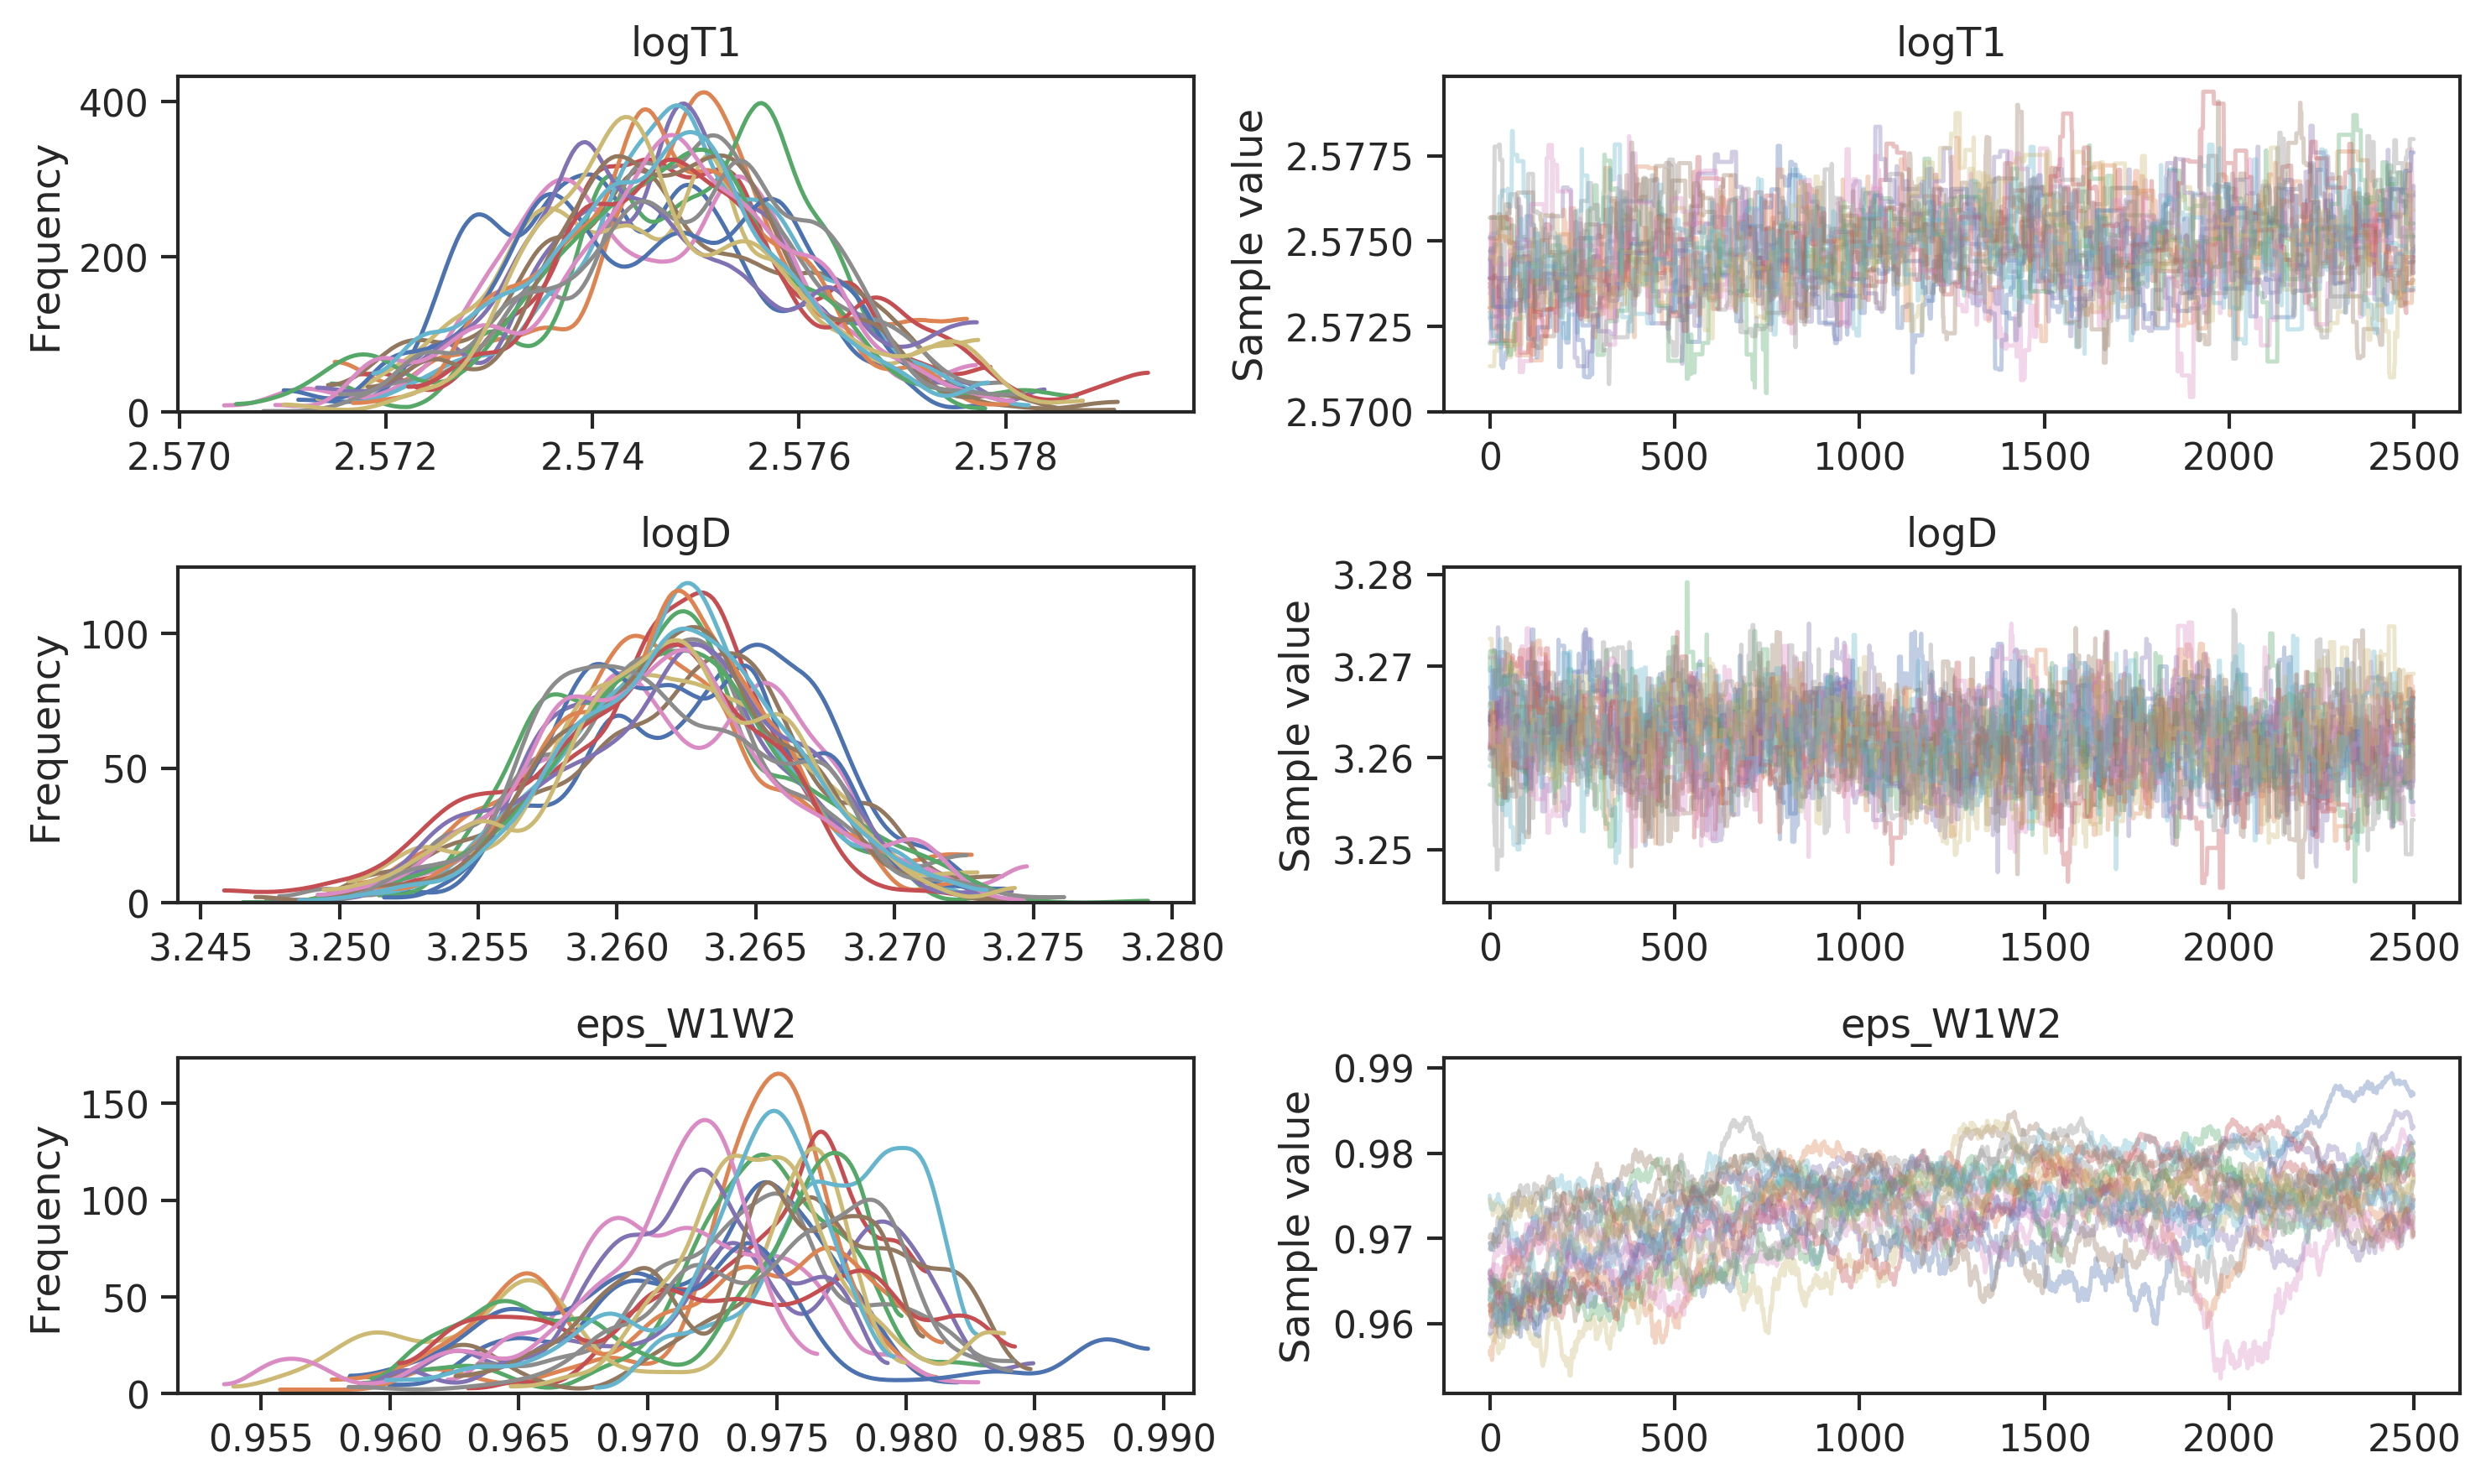 logT1
Frequency
400
200
0
2.570 2.572 2.574 2.576 2.578
logT1
Sample value
2.5775
2.5750
2.5725
2.5700
0 500 1000 1500 2000 2500
logD
Frequency
100
50
0
3.245 3.250 3.255 3.260 3.265 3.270 3.275 3.280
logD
Sample value
3.28
3.27
3.26
3.25
0 500 1000 1500 2000 2500
eps_W1W2
Frequency
150
100
50
0
0.955 0.960 0.965 0.970 0.975 0.980 0.985 0.990
eps_W1W2
Sample value
0.99
0.98
0.97
0.96
0 500 1000 1500 2000 2500